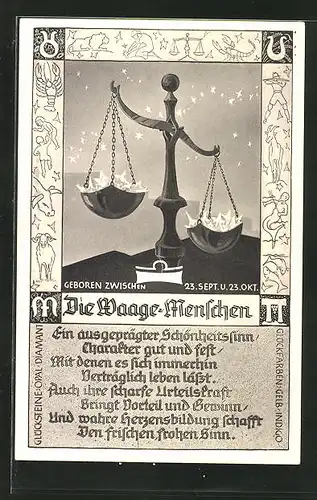 GEBOREN ZWISCHEN 23. SEPT. U. 23. OKT.
Die Waage-Menschen
Ein ausgeprägter Schönheitssinn/
Charakter gut und fest/
Mit denen es sich immerhin
Verträglich leben läßt.
Auch ihre scharfe Urteilskraft
Bringt Vorteil und Gewinn/
Und wahre Herzensbildung schafft
Den frischen frohen Sinn.
GLÜCKSTEINE: OPAL·DIAMANT
GLÜCKFARBEN: GELB·INDIGO